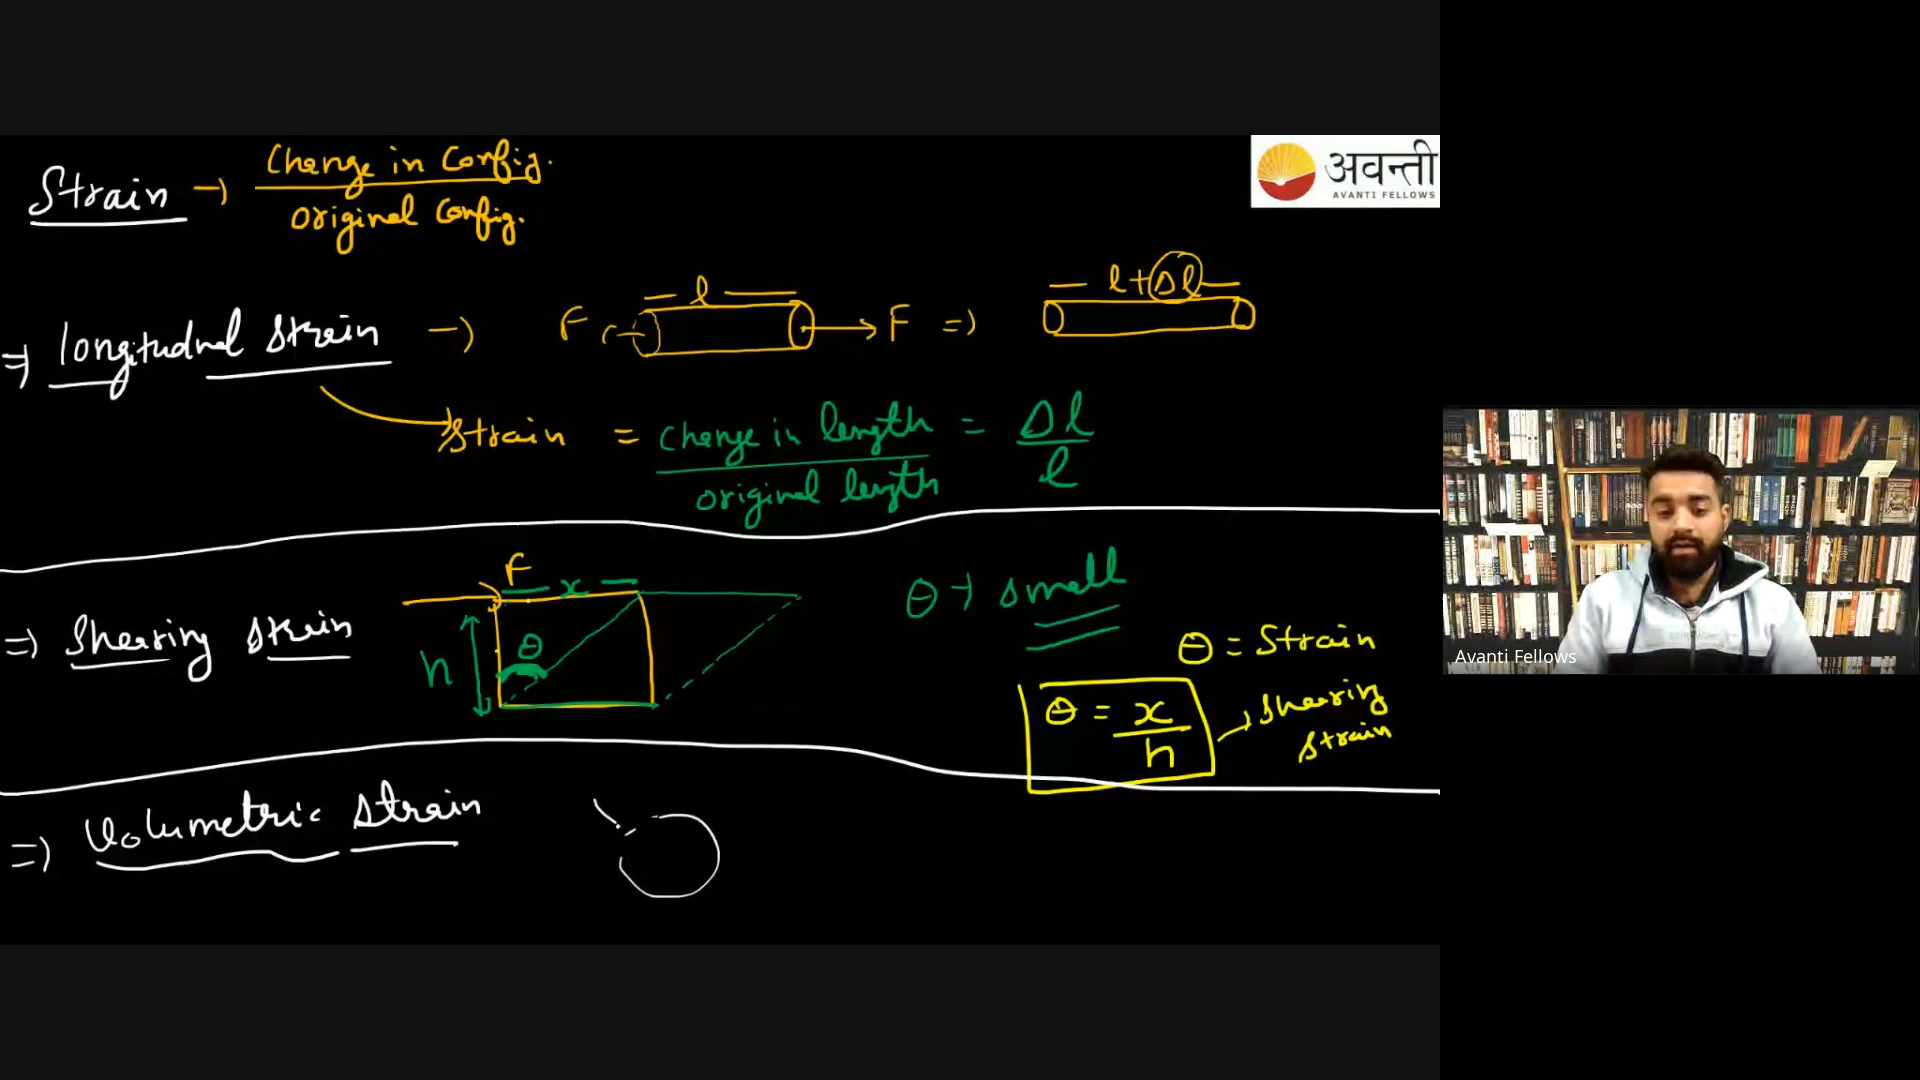 Change in Config.
Strain → original Config.
अवन्ती
AVANTI FELLOWS
l
l+Δl
⇒ longitudnal strain → F F ⇒
Strain = change in length = Δl
original length l
F
x
θ → small
⇒ Shearing strain
θ
h
θ = Strain
θ = x → Shearing
h strain
Avanti Fellows
⇒ Volumetric strain